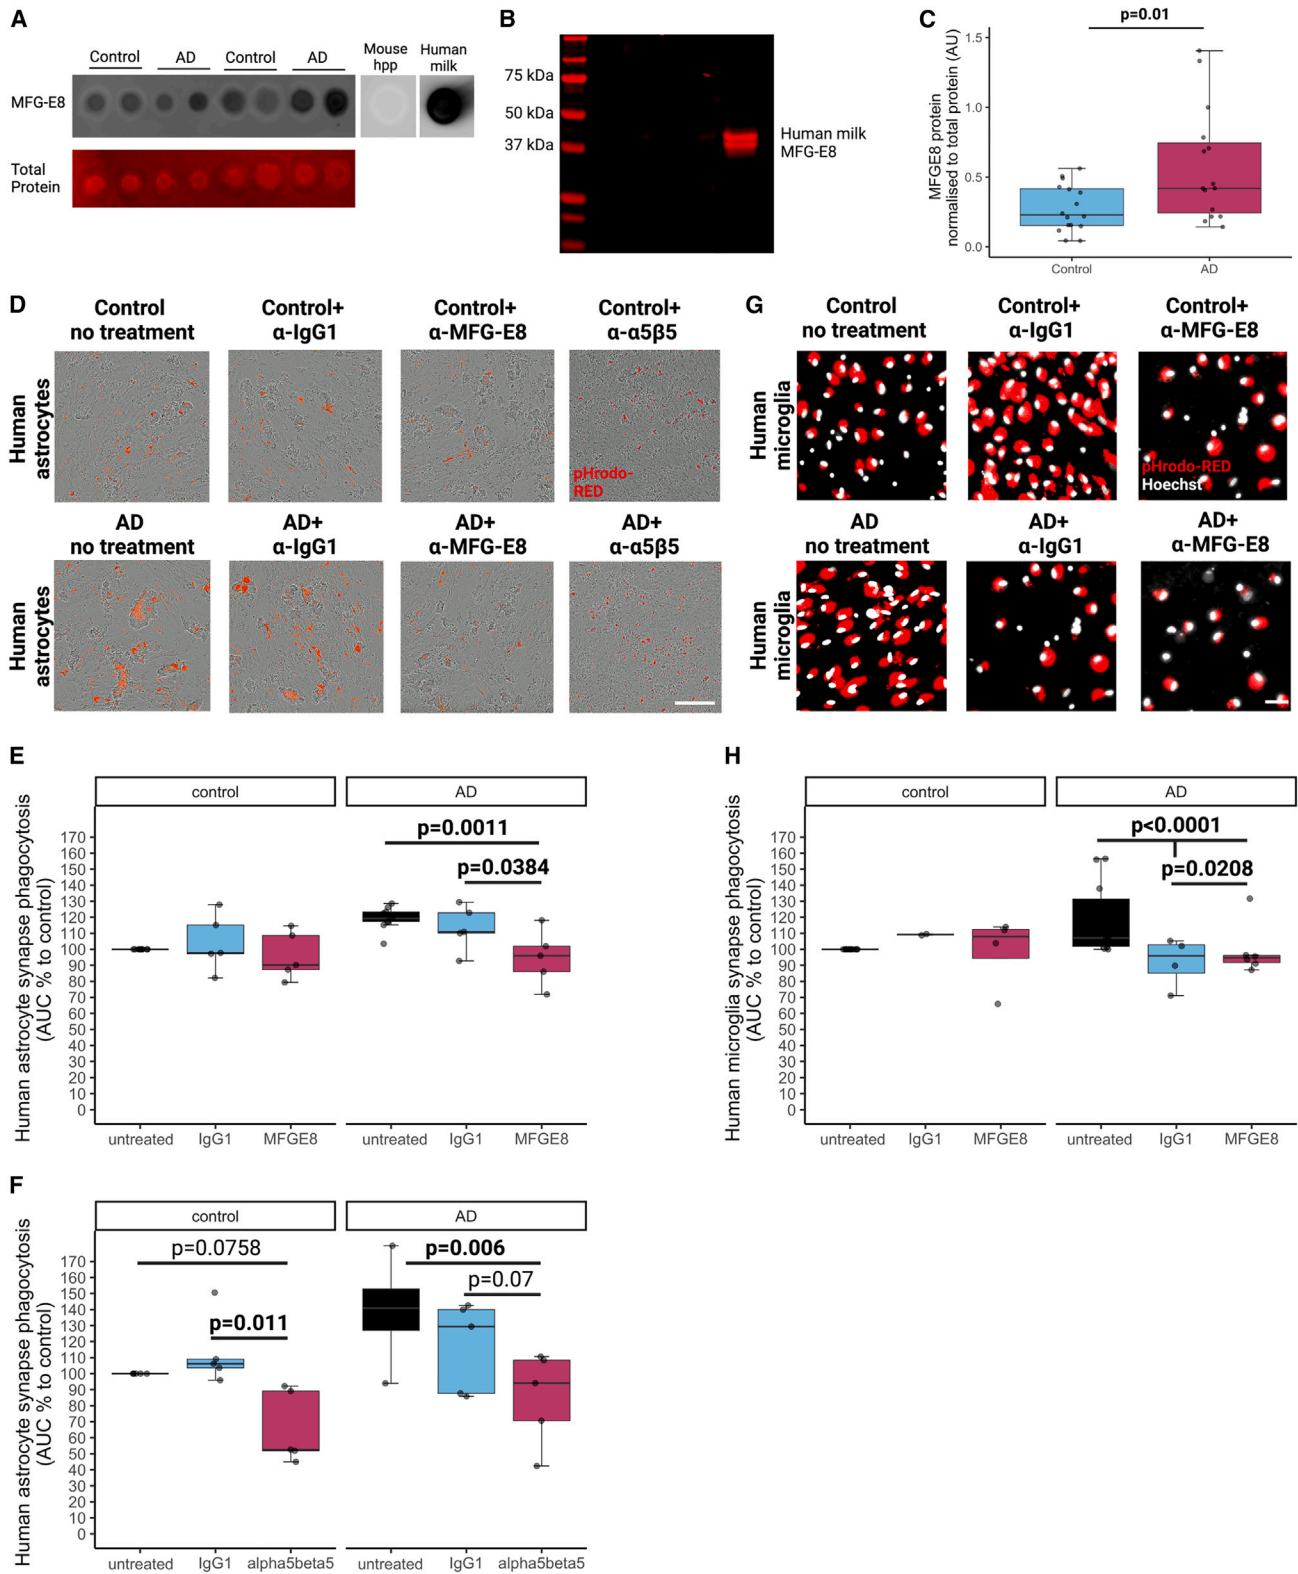 A
Control
AD
Control
AD
Mouse
hpp
Human
milk
MFG-E8
Total
Protein
B
75 kDa
50 kDa
37 kDa
Human milk
MFG-E8
C
p=0.01
MFGE8 protein
normalised to total protein (AU)
1.5
1.0
0.5
0.0
Control
AD
D
Control
no treatment
Control+
α-IgG1
Control+
α-MFG-E8
Control+
α-α5β5
Human
astrocytes
pHrodo-
RED
AD
no treatment
AD+
α-IgG1
AD+
α-MFG-E8
AD+
α-α5β5
Human
astrocytes
G
Control
no treatment
Control+
α-IgG1
Control+
α-MFG-E8
Human
microglia
pHrodo-RED
Hoechst
AD
no treatment
AD+
α-IgG1
AD+
α-MFG-E8
Human
microglia
E
control
AD
Human astrocyte synapse phagocytosis
(AUC % to control)
170
160
150
140
130
120
110
100
90
80
70
60
50
40
30
20
10
0
p=0.0011
p=0.0384
untreated
IgG1
MFGE8
untreated
IgG1
MFGE8
H
control
AD
Human microglia synapse phagocytosis
(AUC % to control)
170
160
150
140
130
120
110
100
90
80
70
60
50
40
30
20
10
0
p<0.0001
p=0.0208
untreated
IgG1
MFGE8
untreated
IgG1
MFGE8
F
control
AD
Human astrocyte synapse phagocytosis
(AUC % to control)
170
160
150
140
130
120
110
100
90
80
70
60
50
40
30
20
10
0
p=0.0758
p=0.011
p=0.006
p=0.07
untreated
IgG1
alpha5beta5
untreated
IgG1
alpha5beta5